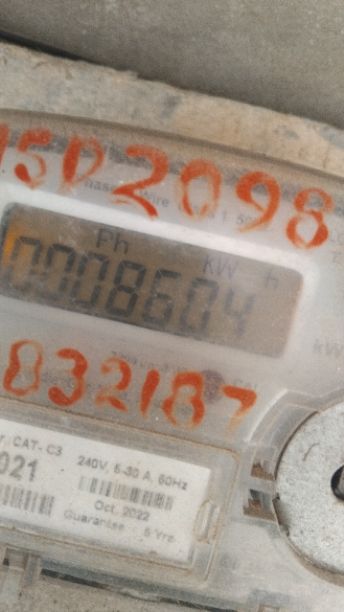 15D2098
Ph kW h
0008604
832187
CAT- C3
021 240V, 5-30 A, 50Hz
Oct. 2022
Guarantee 5 Yrs.